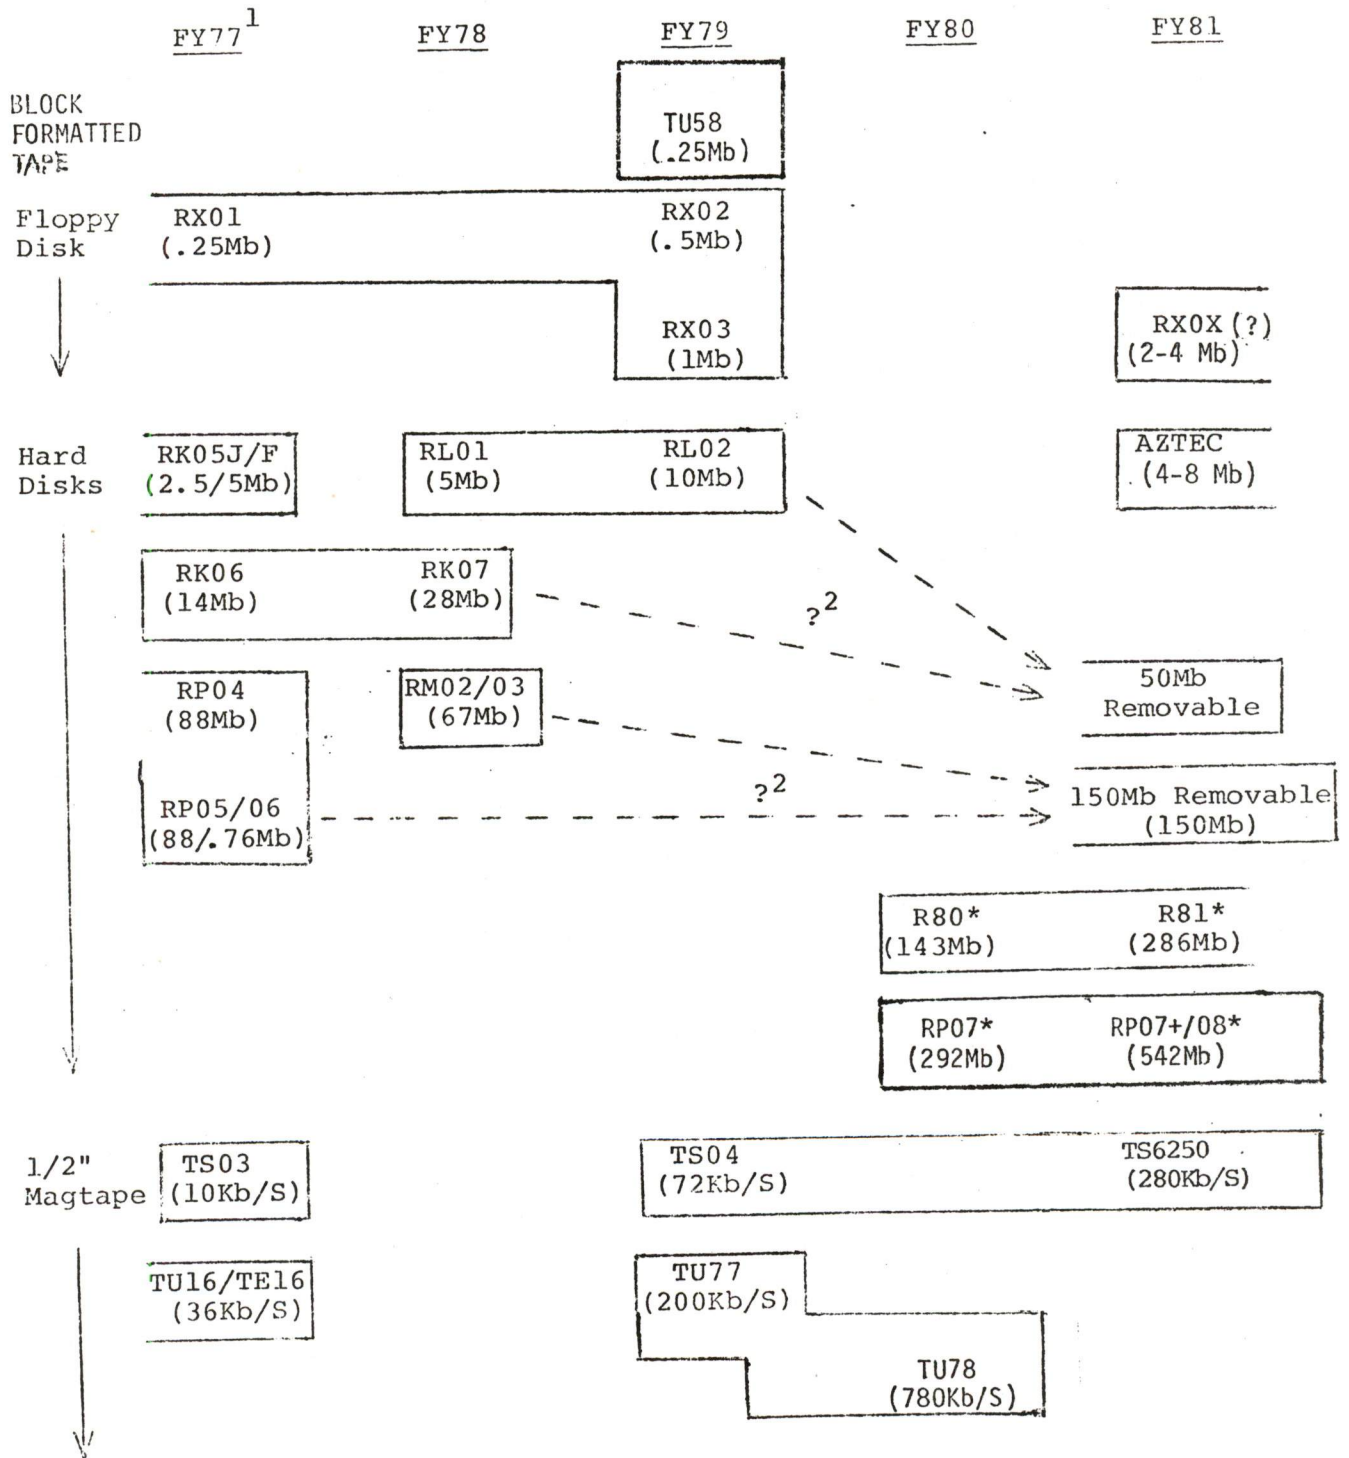 FY77 1 FY78 FY79 FY80 FY81
BLOCK
FORMATTED
TAPE
TU58
(.25Mb)
Floppy
Disk
RX01
(.25Mb)
RX02
(.5Mb)
RX03
(1Mb)
RX0X (?)
(2-4 Mb)
Hard
Disks
RK05J/F
(2.5/5Mb)
RL01
(5Mb)
RL02
(10Mb)
AZTEC
(4-8 Mb)
RK06
(14Mb)
RK07
(28Mb)
?2
50Mb
Removable
RP04
(88Mb)
RM02/03
(67Mb)
RP05/06
(88/.76Mb)
?2
150Mb Removable
(150Mb)
R80*
(143Mb)
R81*
(286Mb)
RP07*
(292Mb)
RP07+/08*
(542Mb)
1/2"
Magtape
TS03
(10Kb/S)
TS04
(72Kb/S)
TS6250
(280Kb/S)
TU16/TE16
(36Kb/S)
TU77
(200Kb/S)
TU78
(780Kb/S)